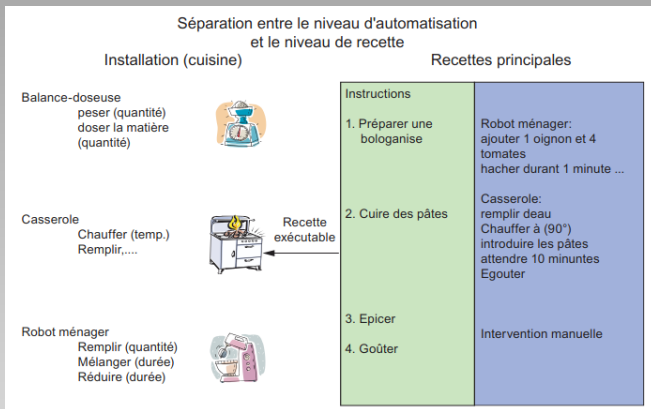 Séparation entre le niveau d'automatisation
et le niveau de recette
Installation (cuisine)
Recettes principales
Balance-doseuse
peser (quantité)
doser la matière
(quantité)
Casserole
Chauffer (temp.)
Remplir,....
Robot ménager
Remplir (quantité)
Mélanger (durée)
Réduire (durée)
Recette
exécutable
Instructions
1. Préparer une
bologanise
2. Cuire des pâtes
3. Epicer
4. Goûter
Robot ménager:
ajouter 1 oignon et 4
tomates
hacher durant 1 minute ...
Casserole:
remplir deau
Chauffer à (90°)
introduire les pâtes
attendre 10 minuntes
Egouter
Intervention manuelle